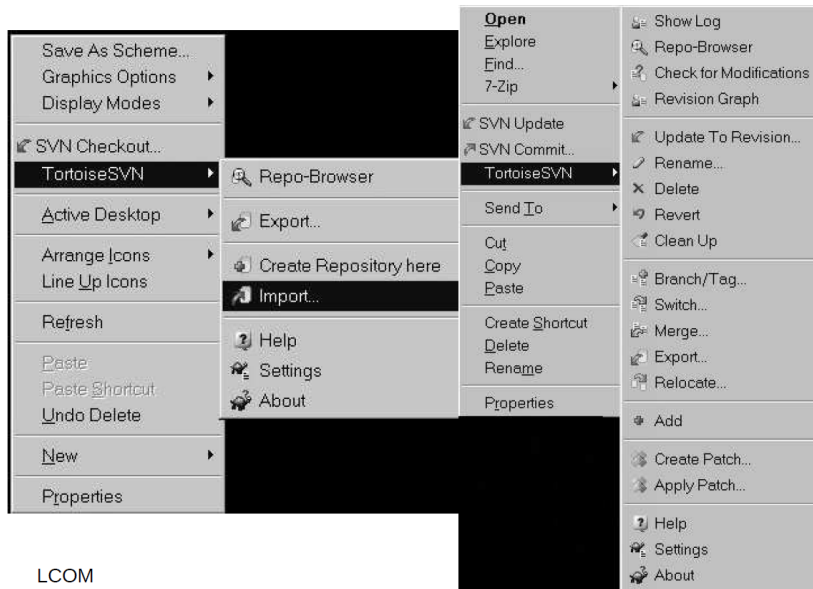 Save As Scheme...
Graphics Options
Display Modes
SVN Checkout...
TortoiseSVN
Active Desktop
Arrange Icons
Line Up Icons
Refresh
Paste
Paste Shortcut
Undo Delete
New
Properties
Repo-Browser
Export...
Create Repository here
Import...
Help
Settings
About
Open
Explore
Find...
7-Zip
SVN Update
SVN Commit...
TortoiseSVN
Send To
Cut
Copy
Paste
Create Shortcut
Delete
Rename
Properties
Show Log
Repo-Browser
Check for Modifications
Revision Graph
Update To Revision...
Rename...
Delete
Revert
Clean Up
Branch/Tag...
Switch...
Merge...
Export...
Relocate...
Add
Create Patch...
Apply Patch...
Help
Settings
About
LCOM